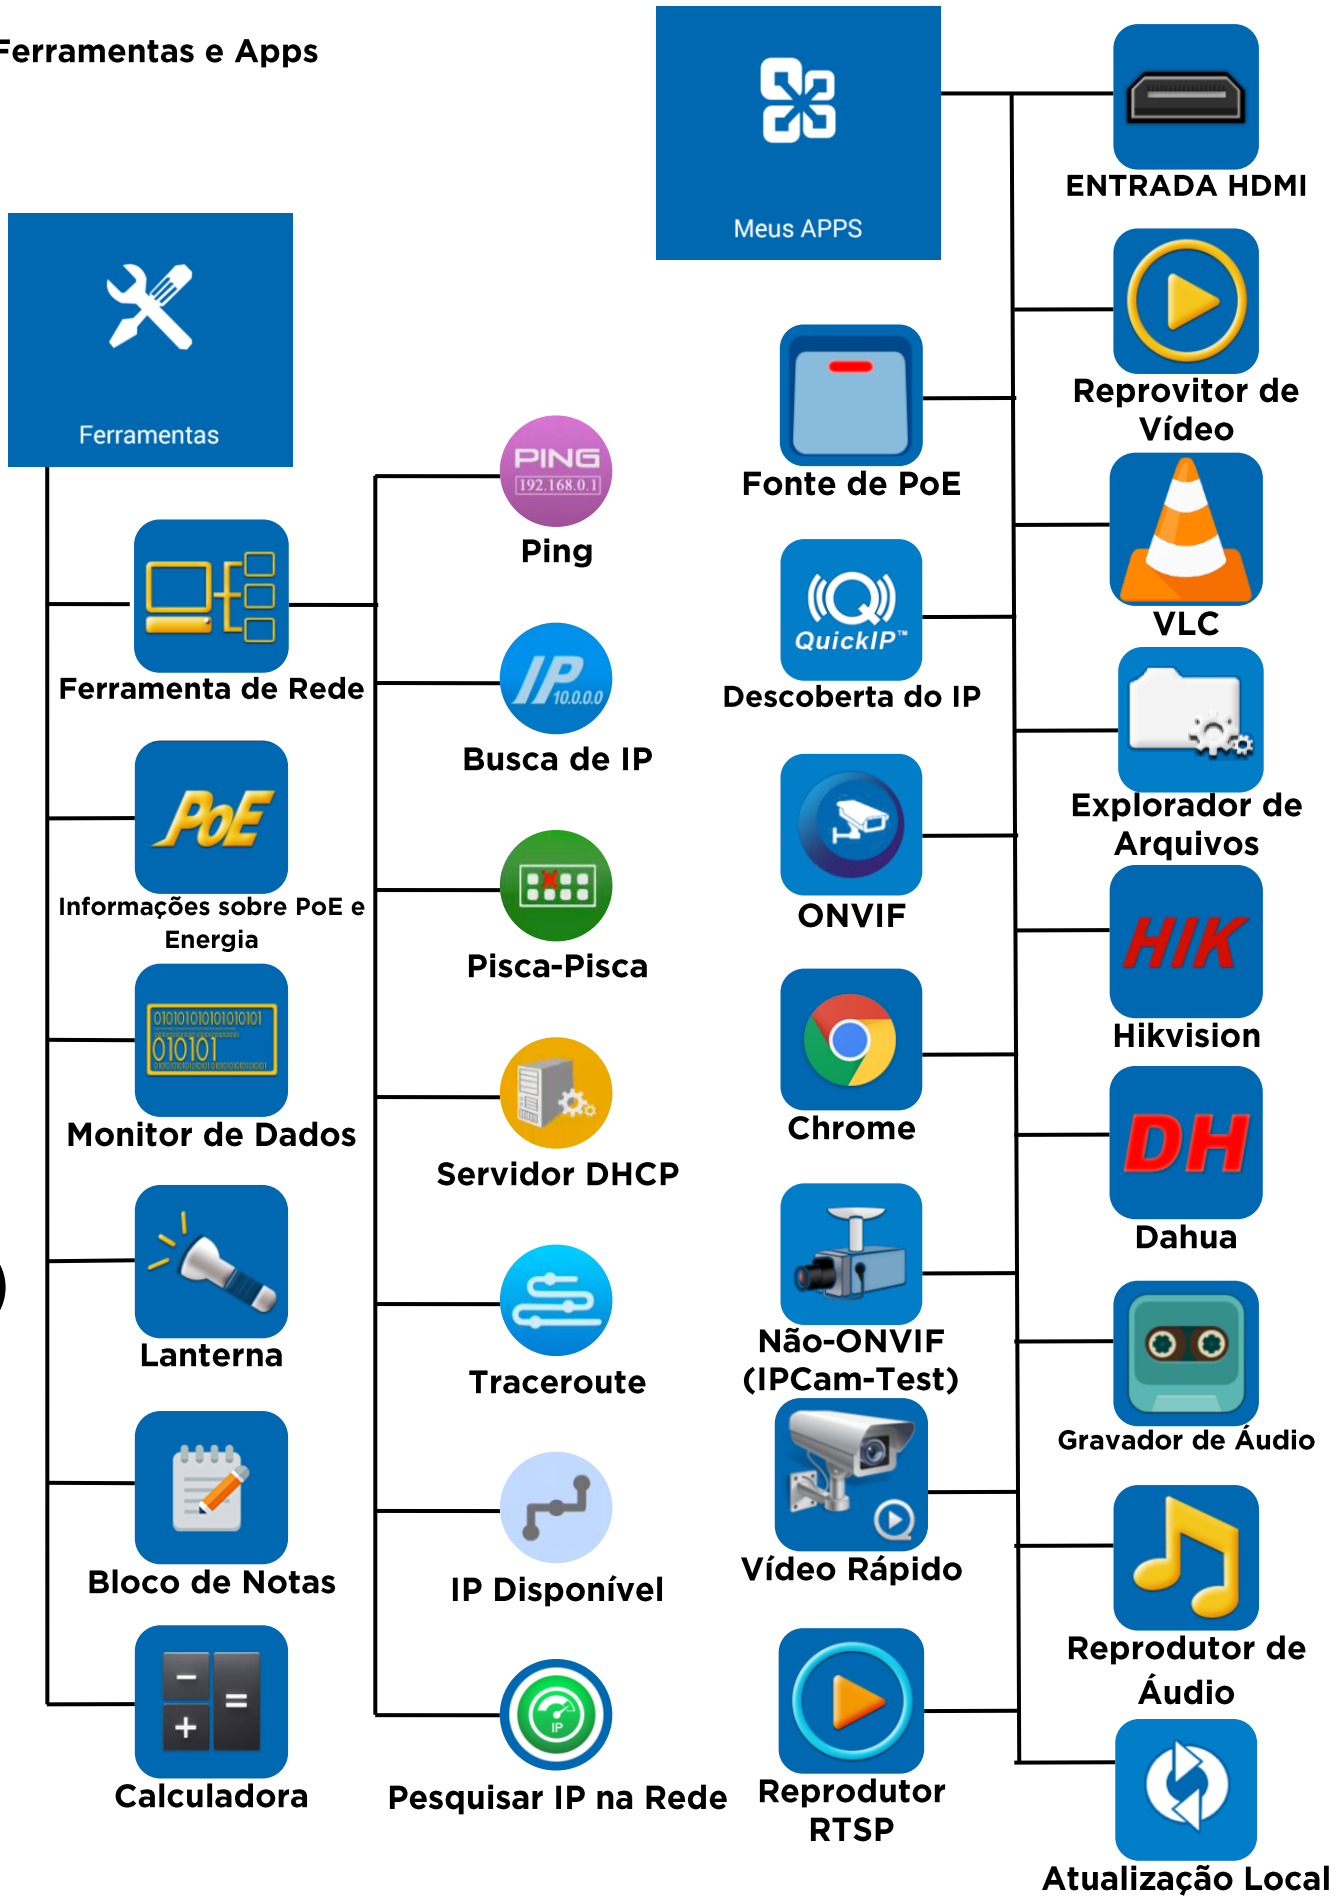 Ferramentas e Apps
Ferramentas
Ferramenta de Rede
PoE
Informações sobre PoE e
Energia
010101010101010101
010101
Monitor de Dados
Lanterna
Bloco de Notas
Calculadora
PING
192.168.0.1
Ping
IP
10.0.0.0
Busca de IP
Pisca-Pisca
Servidor DHCP
Traceroute
IP Disponível
IP
Pesquisar IP na Rede
Meus APPS
Fonte de PoE
QuickIP™
Descoberta do IP
ONVIF
Chrome
Não-ONVIF
(IPCam-Test)
Vídeo Rápido
Reprodutor
RTSP
ENTRADA HDMI
Reprovitor de
Vídeo
VLC
Explorador de
Arquivos
HIK
Hikvision
DH
Dahua
Gravador de Áudio
Reprodutor de
Áudio
Atualização Local